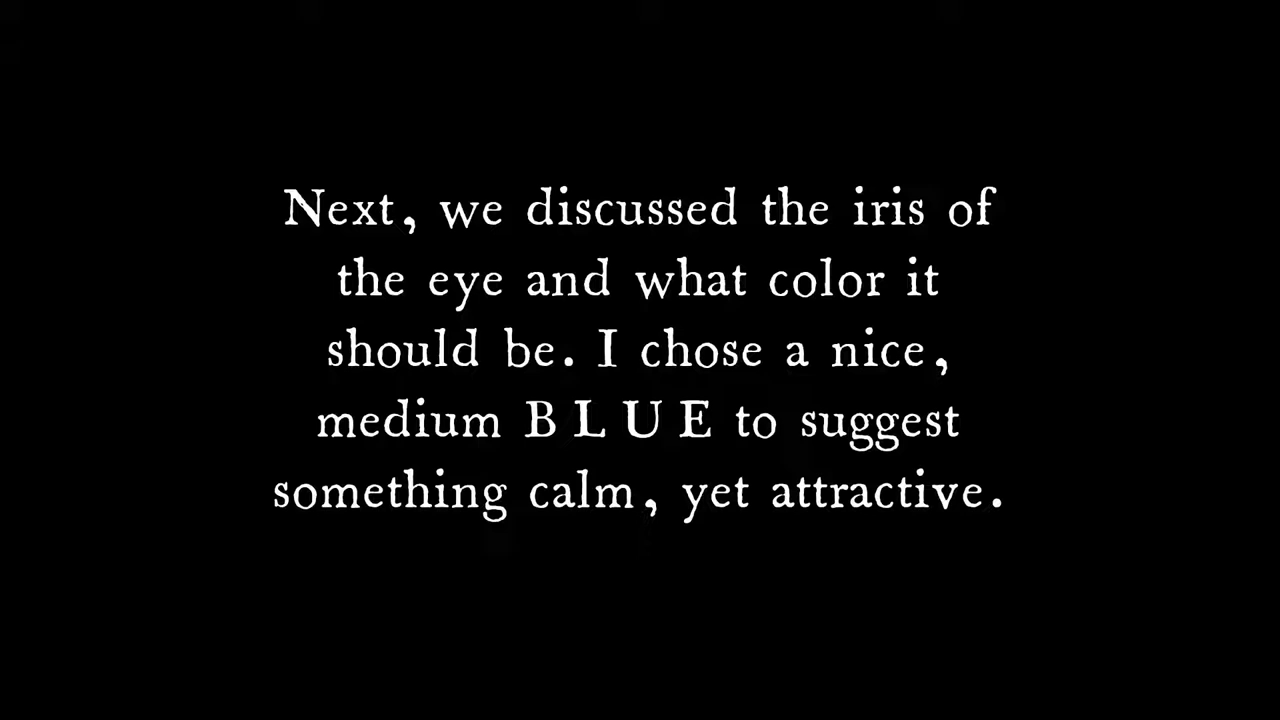 Next, we discussed the iris of
the eye and what color it
should be. I chose a nice,
medium B L U E to suggest
something calm, yet attractive.